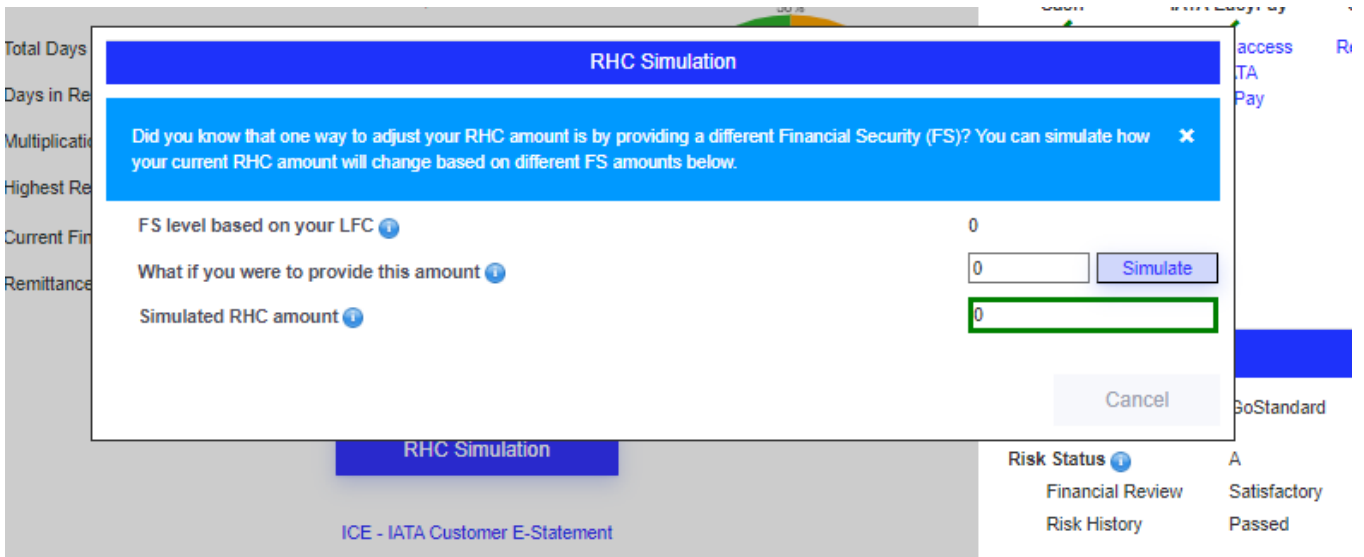 50%
Total Days
access
Days in Re
Pay
Multiplicatio
Highest Re
Current Fin
Remittance
RHC Simulation
Did you know that one way to adjust your RHC amount is by providing a different Financial Security (FS)? You can simulate how
your current RHC amount will change based on different FS amounts below.
FS level based on your LFC 0
What if you were to provide this amount 0 Simulate
Simulated RHC amount 0
Cancel
RHC Simulation
ICE - IATA Customer E-Statement
GoStandard
Risk Status A
Financial Review Satisfactory
Risk History Passed